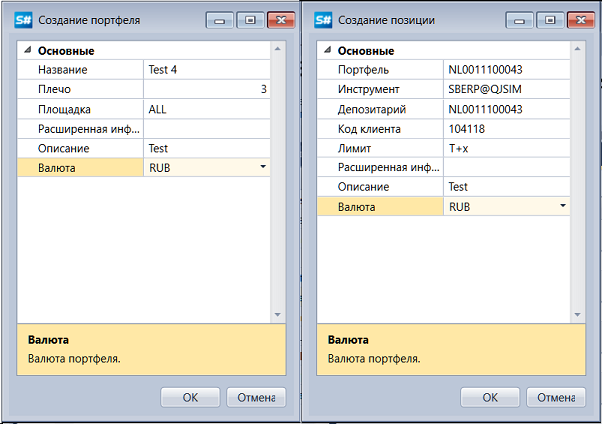 S# Создание портфеля
Основные
Название Test 4
Плечо 3
Площадка ALL
Расширенная инф...
Описание Test
Валюта RUB
Валюта
Валюта портфеля.
OK Отмена
S# Создание позиции
Основные
Портфель NL0011100043
Инструмент SBERP@QJSIM
Депозитарий NL0011100043
Код клиента 104118
Лимит T+x
Расширенная инф...
Описание Test
Валюта RUB
Валюта
Валюта портфеля.
OK Отмена